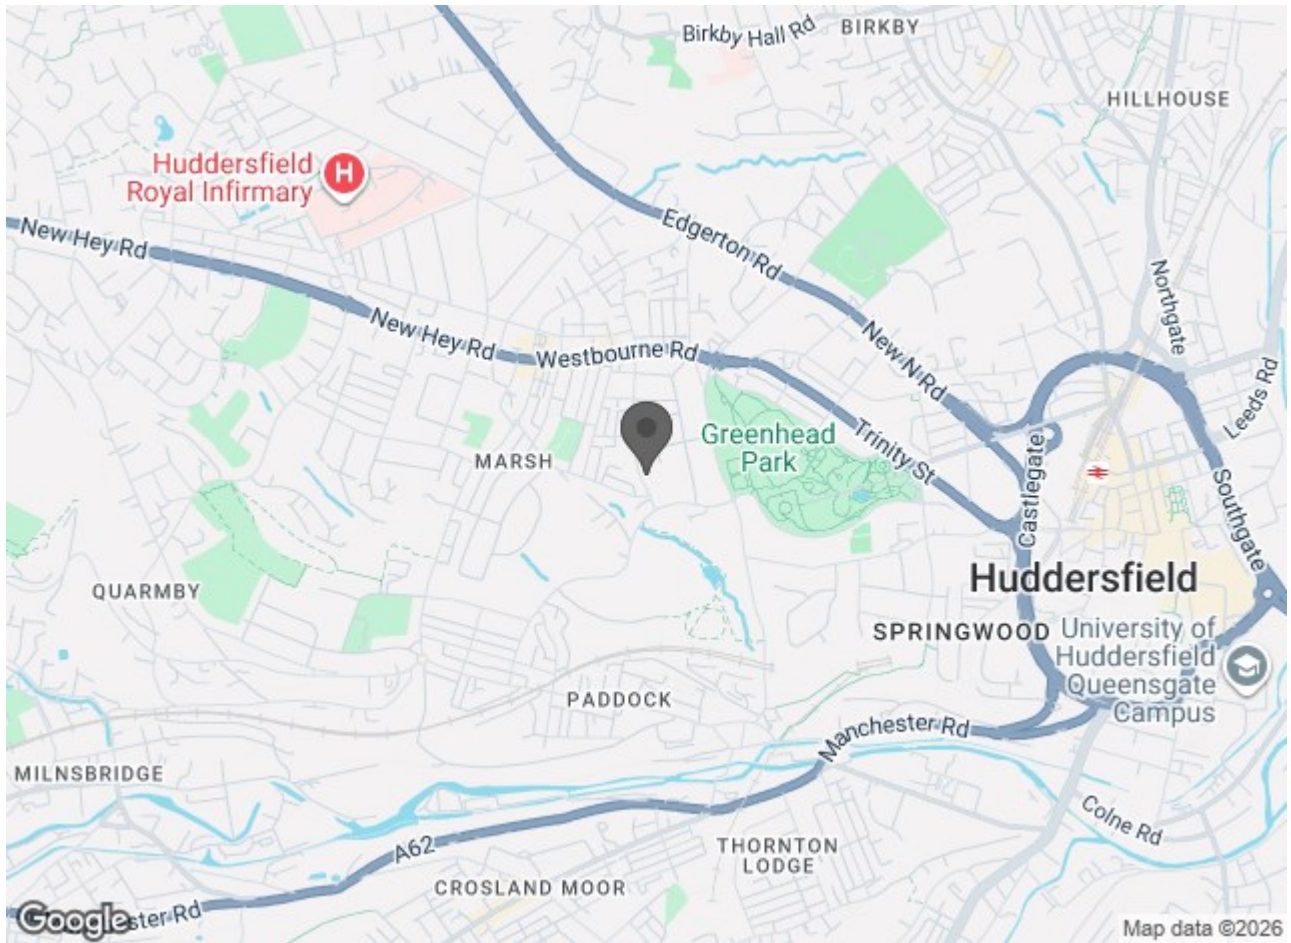 Birkby Hall Rd
BIRKBY
HILLHOUSE
Huddersfield
Royal Infirmary
H
New Hey Rd
Edgerton Rd
Northgate
New Hey Rd
Westbourne Rd
New N Rd
Leeds Rd
Greenhead
Park
Trinity St
MARSH
Castlegate
Southgate
Huddersfield
QUARMBY
SPRINGWOOD
University of
Huddersfield
Queensgate
Campus
PADDOCK
Manchester Rd
MILNSBRIDGE
Colne Rd
A62
THORNTON
LODGE
CROSLAND MOOR
Google
ester Rd
Map data ©2026